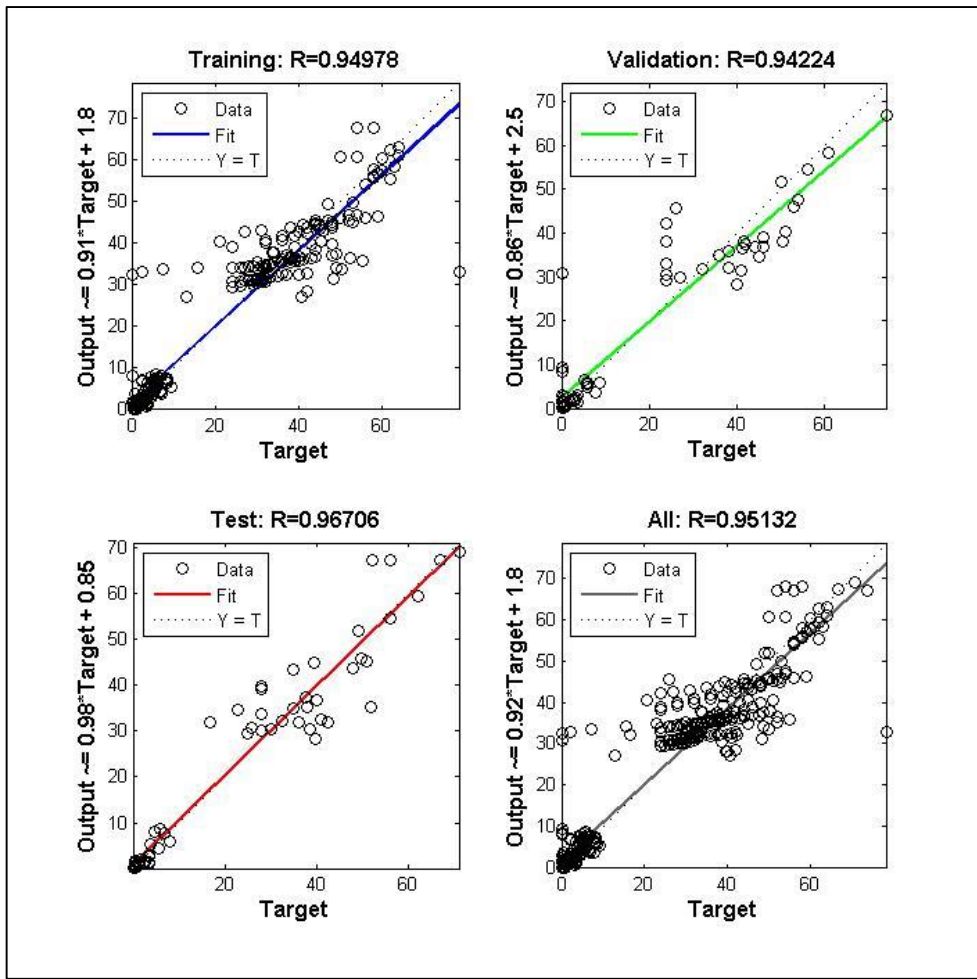 Training: R=0.94978
Output ~= 0.91*Target + 1.8
70
60
50
40
30
20
10
0
Data
Fit
Y = T
0
20
40
60
Target
Validation: R=0.94224
Output ~= 0.86*Target + 2.5
70
60
50
40
30
20
10
0
Data
Fit
Y = T
0
20
40
60
Target
Test: R=0.96706
Output ~= 0.98*Target + 0.85
70
60
50
40
30
20
10
Data
Fit
Y = T
20
40
60
Target
All: R=0.95132
Output ~= 0.92*Target + 1.8
70
60
50
40
30
20
10
0
Data
Fit
Y = T
0
20
40
60
Target